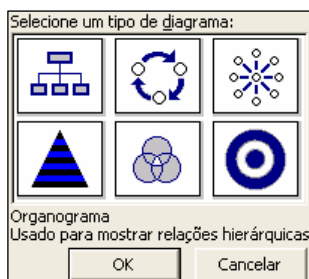 Selecione um tipo de diagrama:
Organograma
Usado para mostrar relações hierárquicas
OK
Cancelar